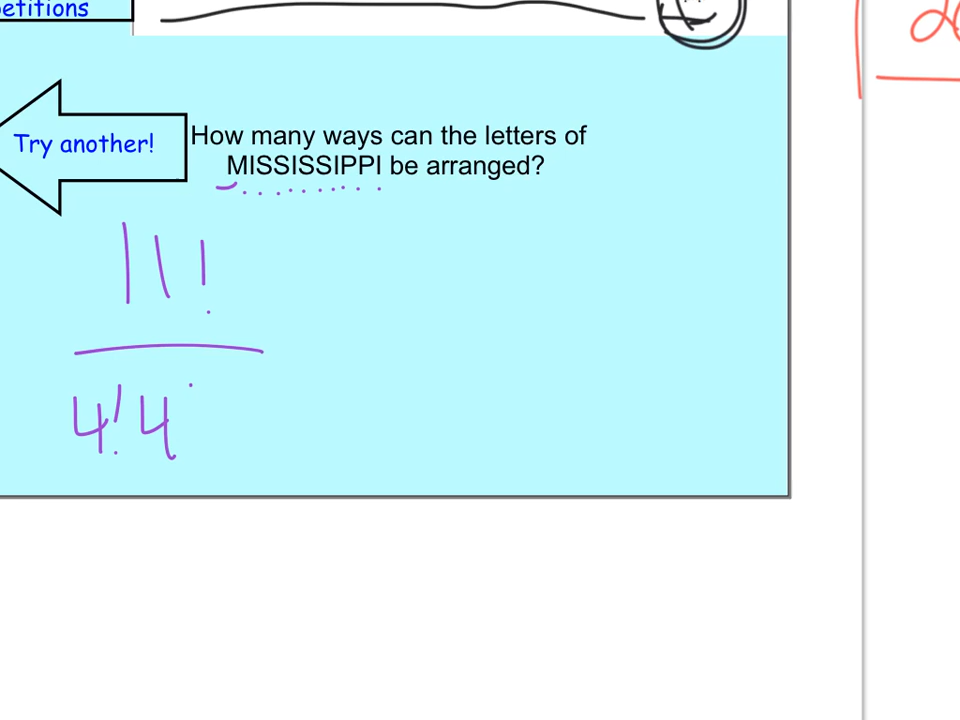 etitions
Try another!
How many ways can the letters of
MISSISSIPPI be arranged?
11!
4!4